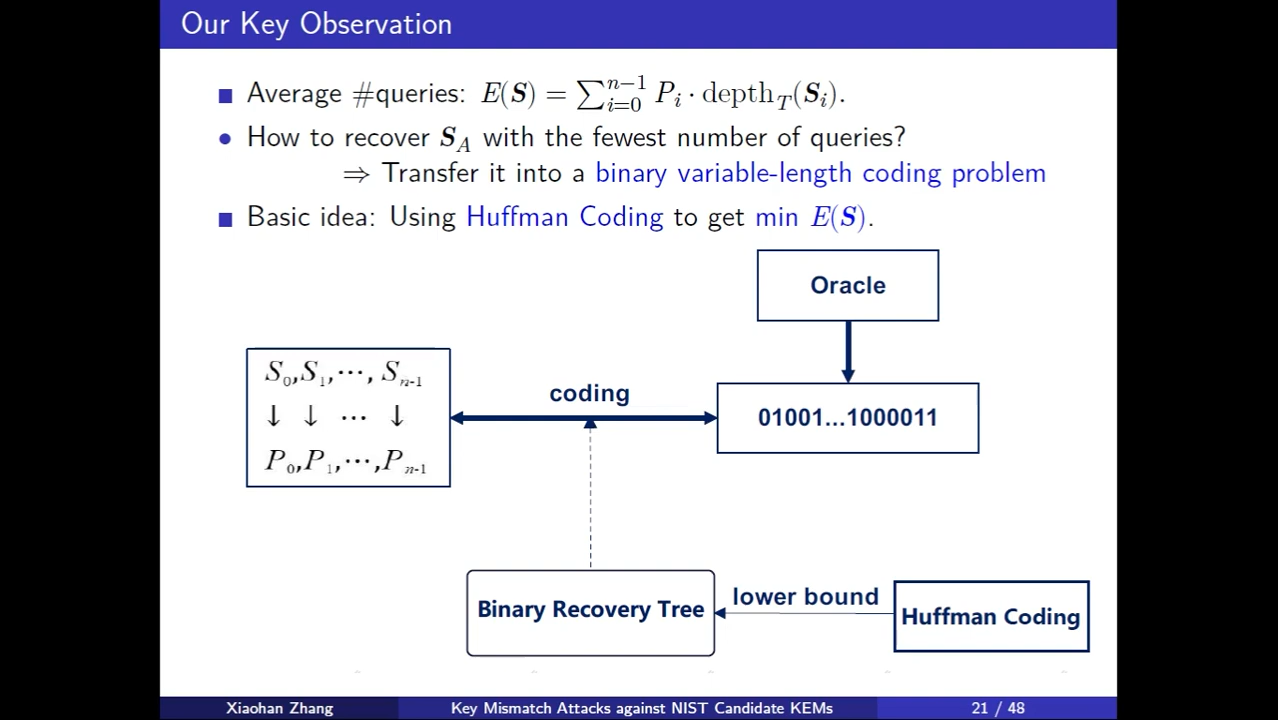 Our Key Observation
Average #queries: E(S) = ∑_{i=0}^{n−1} P_i · depth_T(S_i).
How to recover S_A with the fewest number of queries?
⇒ Transfer it into a binary variable-length coding problem
Basic idea: Using Huffman Coding to get min E(S).
Oracle
S_0,S_1,⋯, S_{n-1}
↓ ↓ ⋯ ↓
P_0,P_1,⋯,P_{n-1}
coding
01001...1000011
Binary Recovery Tree
lower bound
Huffman Coding
Xiaohan Zhang
Key Mismatch Attacks against NIST Candidate KEMs
21 / 48